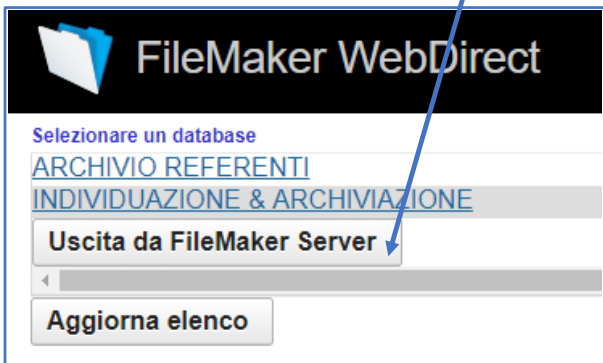 FileMaker WebDirect
Selezionare un database
ARCHIVIO REFERENTI
INDIVIDUAZIONE & ARCHIVIAZIONE
Uscita da FileMaker Server
Aggiorna elenco